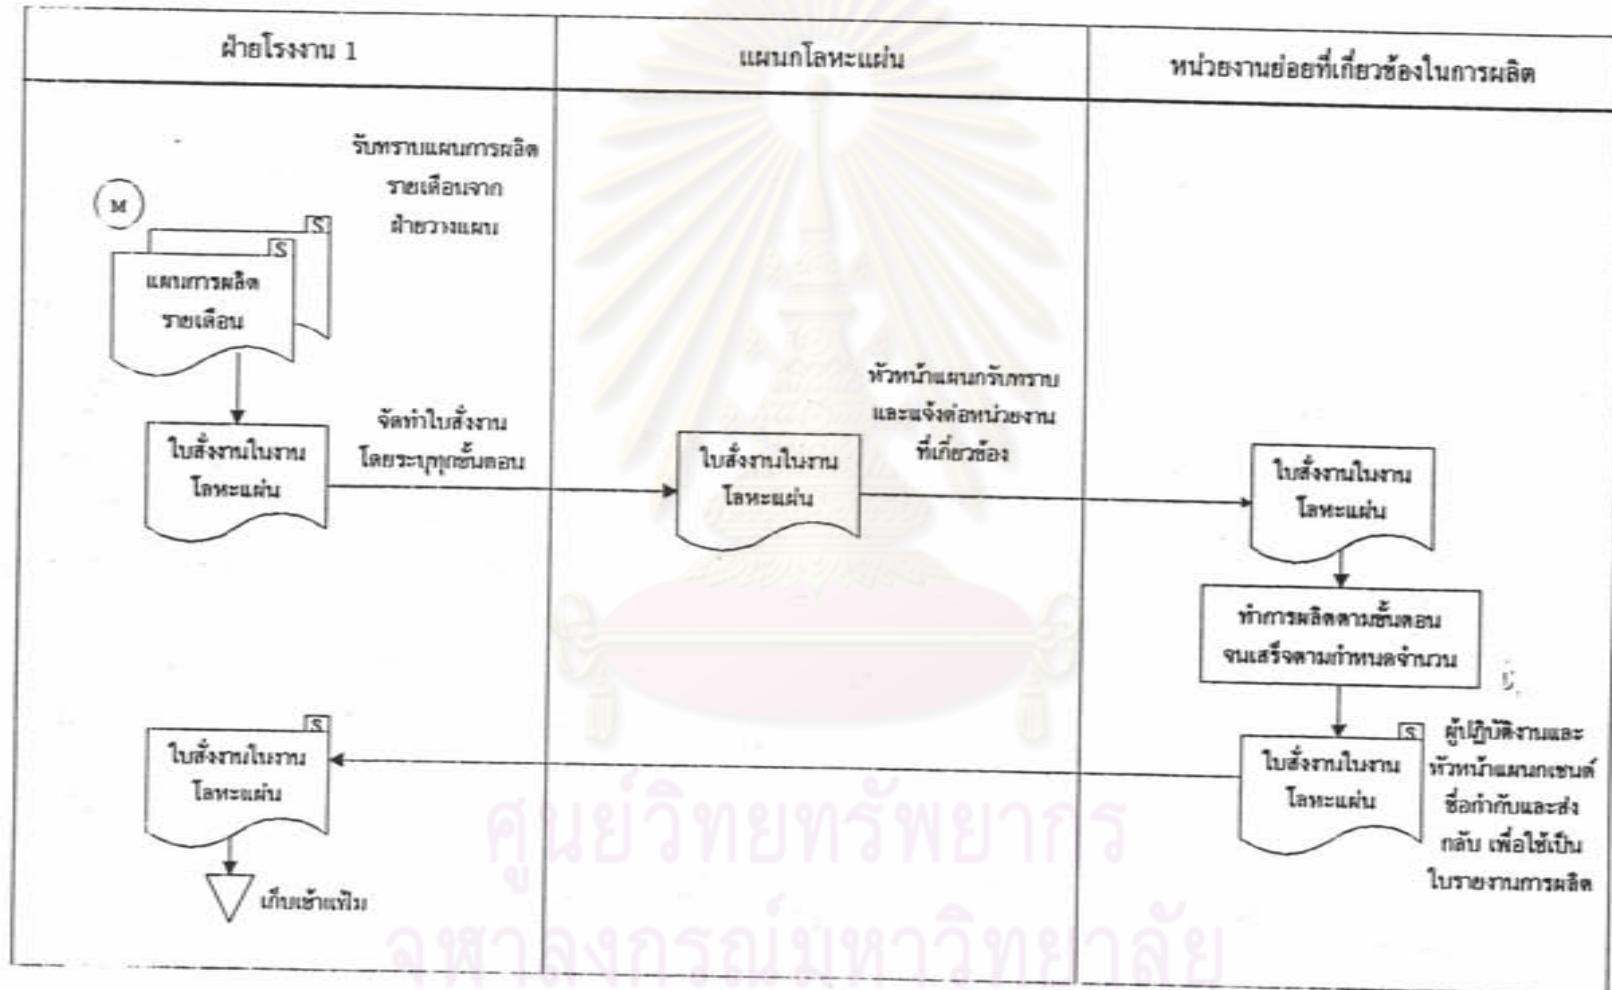 ฝ่ายโรงงาน 1
แผนกโลหะแผ่น
หน่วยงานย่อยที่เกี่ยวข้องในการผลิต
รับทราบแผนการผลิต
รายเดือนจาก
ฝ่ายวางแผน
M
S
S
แผนการผลิต
รายเดือน
จัดทำใบสั่งงาน
โดยระบุทุกขั้นตอน
ใบสั่งงานในงาน
โลหะแผ่น
หัวหน้าแผนกรับทราบ
และแจ้งต่อหน่วยงาน
ที่เกี่ยวข้อง
ใบสั่งงานในงาน
โลหะแผ่น
ใบสั่งงานในงาน
โลหะแผ่น
ทำการผลิตตามขั้นตอน
จนเสร็จตามกำหนดจำนวน
S
ใบสั่งงานในงาน
โลหะแผ่น
ผู้ปฏิบัติงานและ
หัวหน้าแผนกเซนต์
ชื่อกำกับและส่ง
กลับ เพื่อใช้เป็น
ใบรายงานการผลิต
S
ใบสั่งงานในงาน
โลหะแผ่น
เก็บเข้าแฟ้ม
ศูนย์วิทยทรัพยากร
จุฬาลงกรณ์มหาวิทยาลัย